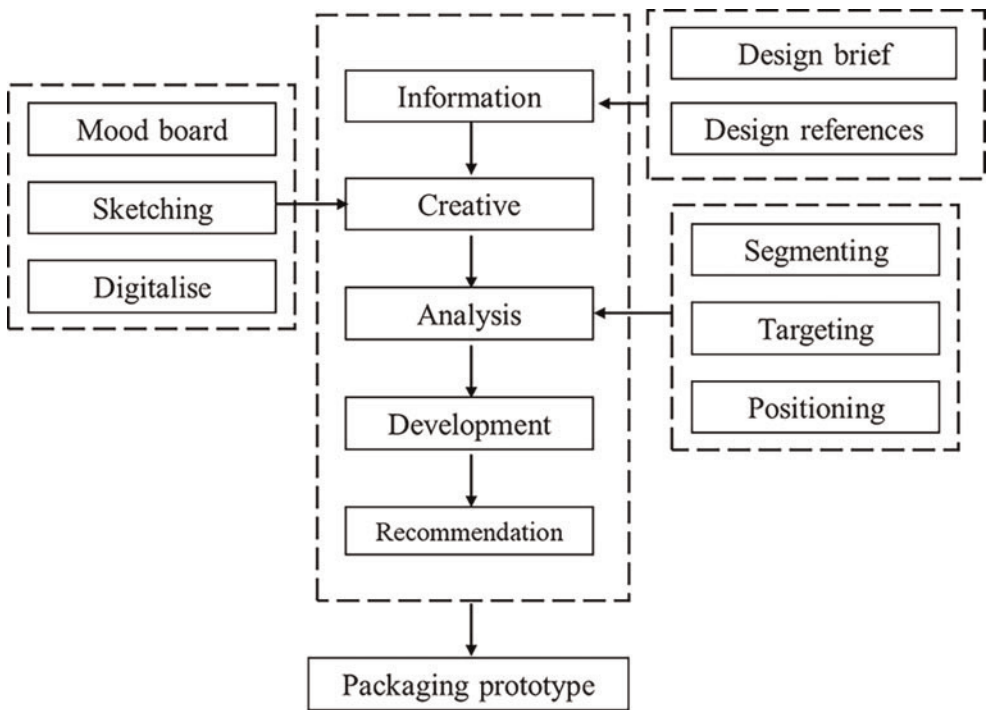 Design brief
Information
Design references
Mood board
Sketching
Creative
Digitalise
Segmenting
Analysis
Targeting
Positioning
Development
Recommendation
Packaging prototype